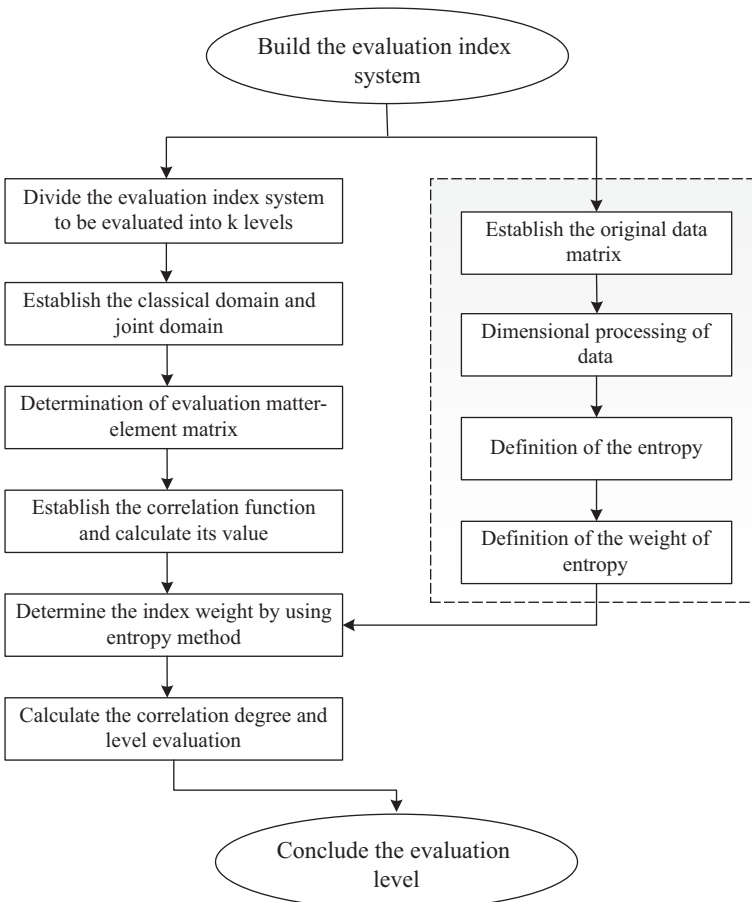 Build the evaluation index
system
Divide the evaluation index system
to be evaluated into k levels
Establish the classical domain and
joint domain
Determination of evaluation matter-
element matrix
Establish the correlation function
and calculate its value
Determine the index weight by using
entropy method
Calculate the correlation degree and
level evaluation
Establish the original data
matrix
Dimensional processing of
data
Definition of the entropy
Definition of the weight of
entropy
Conclude the evaluation
level